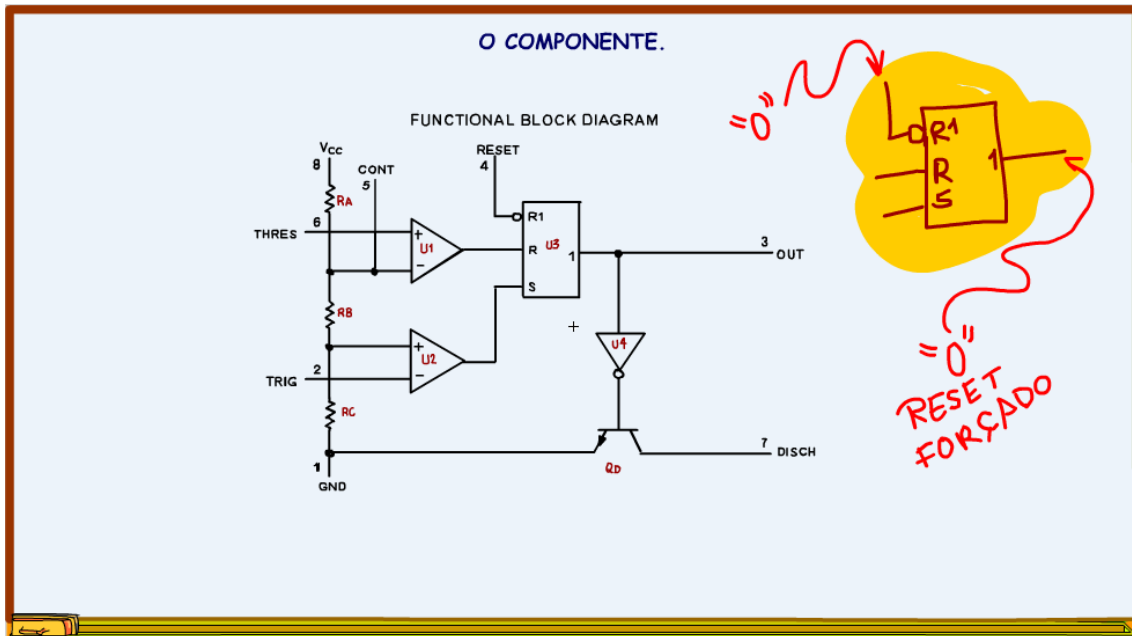 O COMPONENTE.
"0"
FUNCTIONAL BLOCK DIAGRAM
VCC
8
CONT
5
RESET
4
RA
R1
R
S
1
THRES
6
U1
R1
R
S
U3
1
3
OUT
RB
U4
U2
TRIG
2
RC
"0"
RESET
FORÇADO
1
GND
QD
7
DISCH